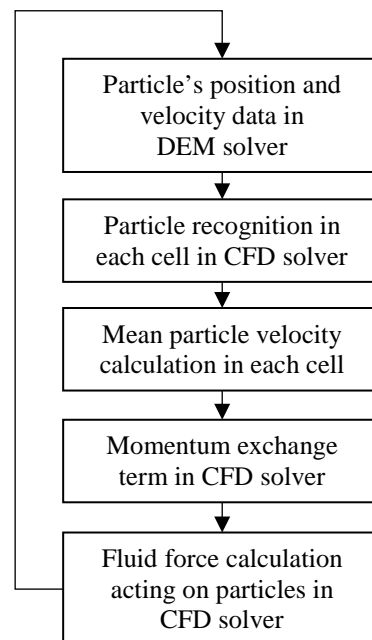 Particle’s position and
velocity data in
DEM solver
Particle recognition in
each cell in CFD solver
Mean particle velocity
calculation in each cell
Momentum exchange
term in CFD solver
Fluid force calculation
acting on particles in
CFD solver